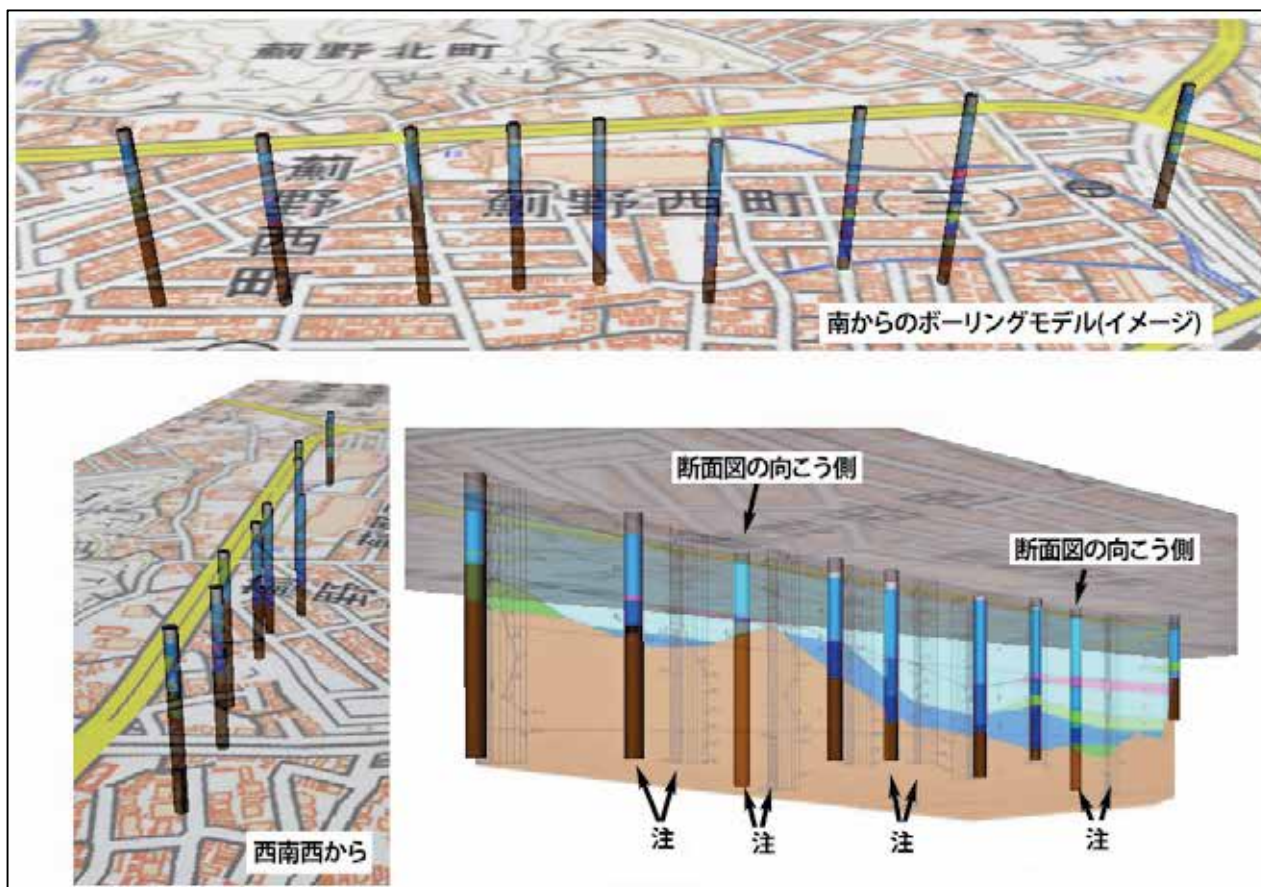 薊野北町(一)
薊野西町
薊野西町(三)
南からのボーリングモデル(イメージ)
断面図の向こう側
断面図の向こう側
注
注
注
注
西南西から